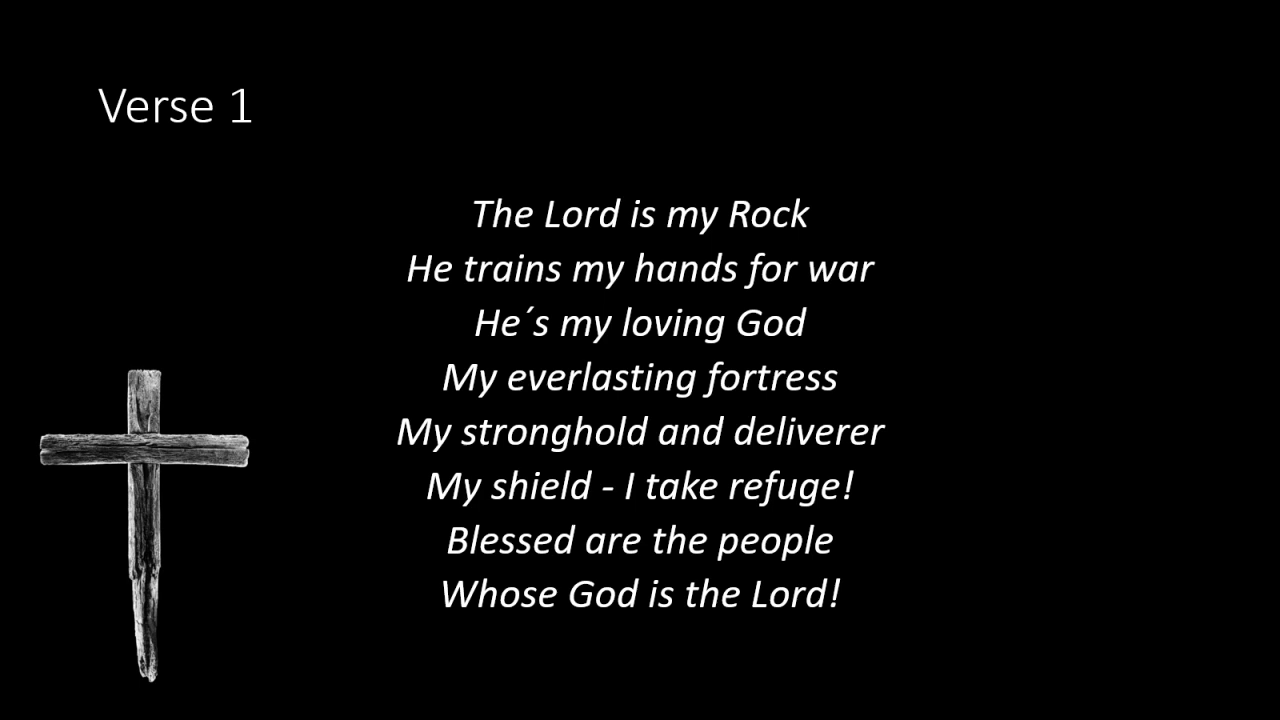 Verse 1
The Lord is my Rock
He trains my hands for war
He´s my loving God
My everlasting fortress
My stronghold and deliverer
My shield - I take refuge!
Blessed are the people
Whose God is the Lord!